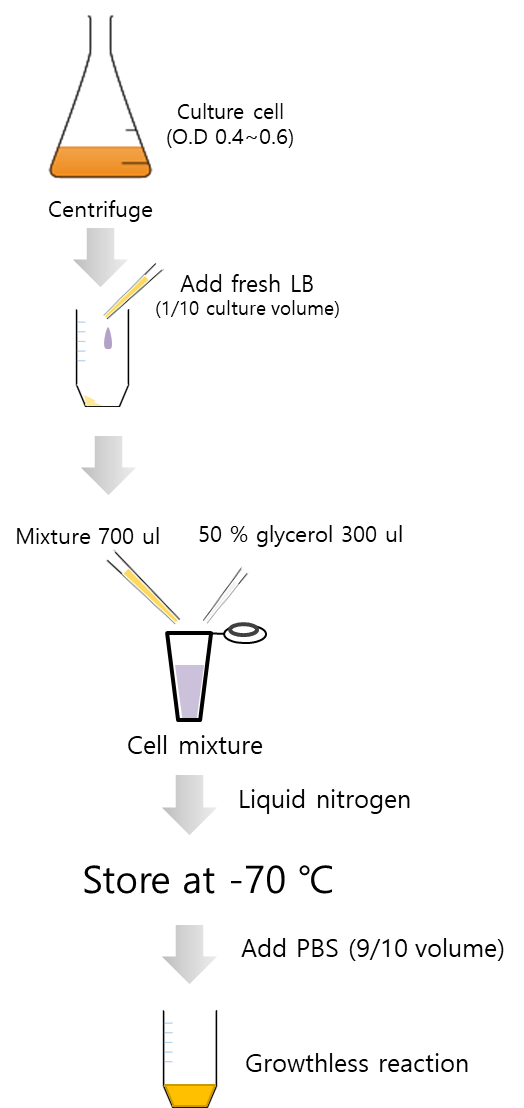 Culture cell
(O.D 0.4~0.6)
Centrifuge
Add fresh LB
(1/10 culture volume)
Mixture 700 ul
50 % glycerol 300 ul
Cell mixture
Liquid nitrogen
Store at -70 ℃
Add PBS (9/10 volume)
Growthless reaction